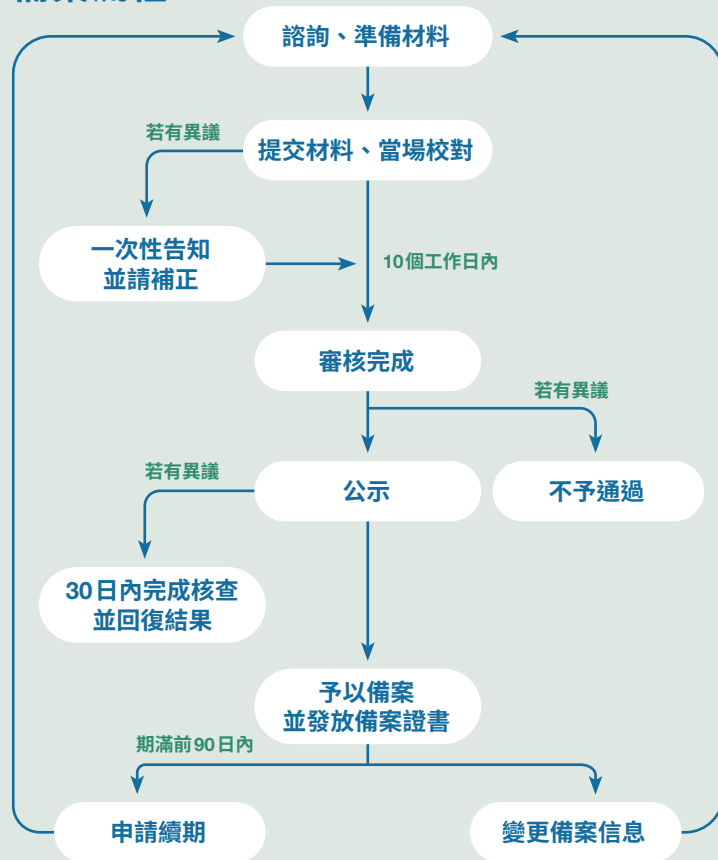 諮詢、準備材料
若有異議
提交材料、當場校對
一次性告知
並請補正
10個工作日內
審核完成
若有異議
若有異議
公示
不予通過
30日內完成核查
並回復結果
予以備案
並發放備案證書
期滿前90日內
申請續期
變更備案信息